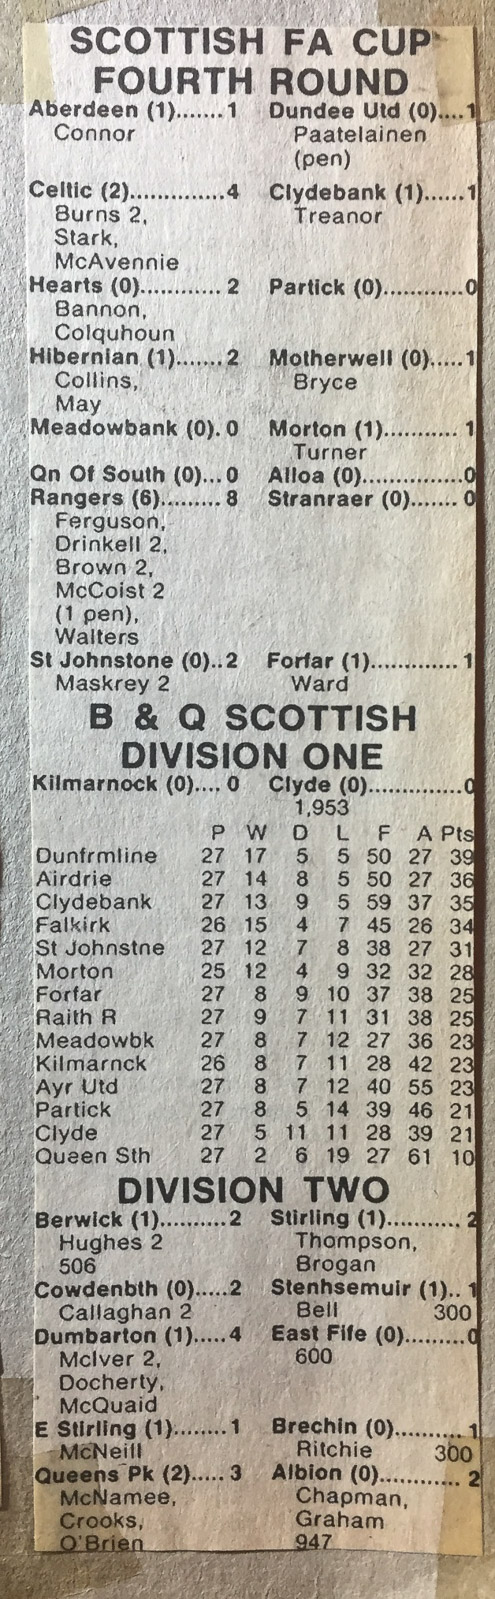 SCOTTISH FA CUP
FOURTH ROUND
Aberdeen (1).......1 Dundee Utd (0)....1
Connor Paatelainen
(pen)
Celtic (2)..............4 Clydebank (1)......1
Burns 2, Treanor
Stark,
McAvennie
Hearts (0)............ 2 Partick (0)............0
Bannon,
Colquhoun
Hibernian (1).......2 Motherwell (0).....1
Collins, Bryce
May
Meadowbank (0). 0 Morton (1)........... 1
Turner
Qn Of South (0)...0 Alloa (0)...............0
Rangers (6)......... 8 Stranraer (0)....... 0
Ferguson,
Drinkell 2,
Brown 2,
McCoist 2
(1 pen),
Walters
St Johnstone (0)..2 Forfar (1)............. 1
Maskrey 2 Ward
B & Q SCOTTISH
DIVISION ONE
Kilmarnock (0).... 0 Clyde (0)..............0
1,953
P W D L F A Pts
Dunfrmline 27 17 5 5 50 27 39
Airdrie 27 14 8 5 50 27 36
Clydebank 27 13 9 5 59 37 35
Falkirk 26 15 4 7 45 26 34
St Johnstne 27 12 7 8 38 27 31
Morton 25 12 4 9 32 32 28
Forfar 27 8 9 10 37 38 25
Raith R 27 9 7 11 31 38 25
Meadowbk 27 8 7 12 27 36 23
Kilmarnck 26 8 7 11 28 42 23
Ayr Utd 27 8 7 12 40 55 23
Partick 27 8 5 14 39 46 21
Clyde 27 5 11 11 28 39 21
Queen Sth 27 2 6 19 27 61 10
DIVISION TWO
Berwick (1)..........2 Stirling (1)........... 2
Hughes 2 Thompson,
506 Brogan
Cowdenbth (0).....2 Stenhsemuir (1).. 1
Callaghan 2 Bell 300
Dumbarton (1).....4 East Fife (0).........0
McIver 2, 600
Docherty,
McQuaid
E Stirling (1)........1 Brechin (0)..........1
McNeill Ritchie 300
Queens Pk (2)..... 3 Albion (0)............ 2
McNamee, Chapman,
Crooks, Graham
O'Brien 947